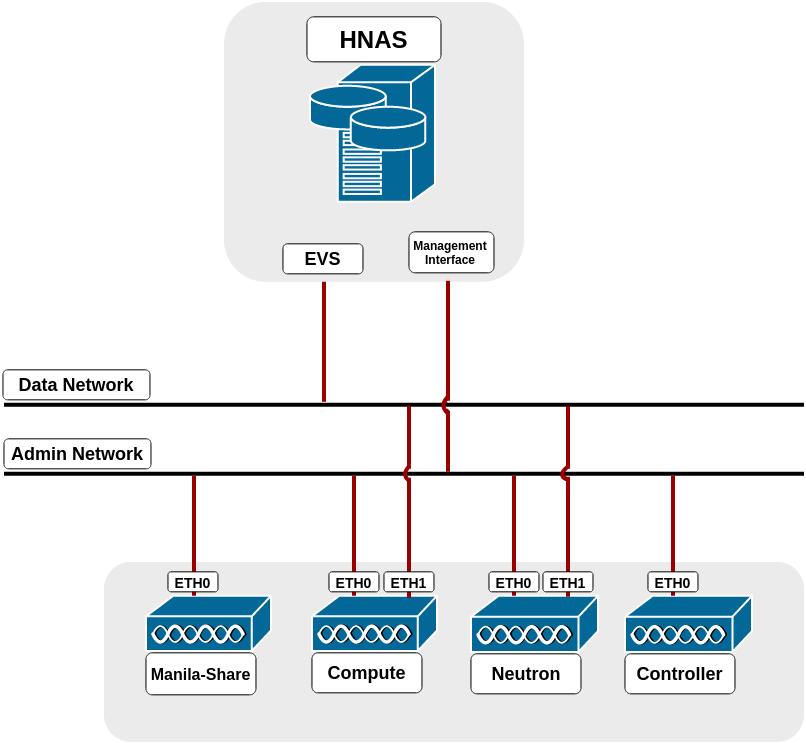 HNAS
EVS
Management
Interface
Data Network
Admin Network
ETH0
ETH0
ETH1
ETH0
ETH1
ETH0
Manila-Share
Compute
Neutron
Controller